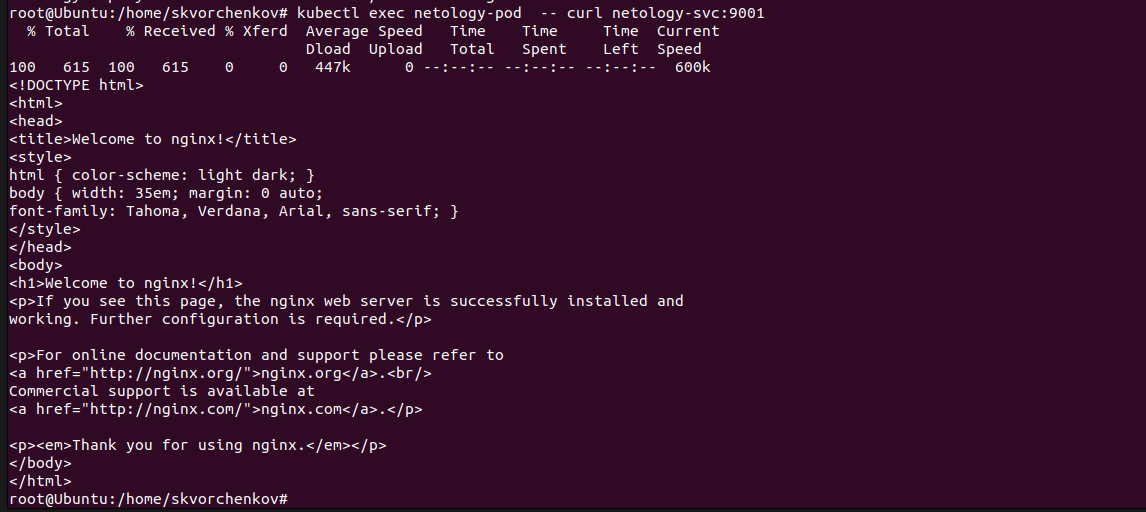 root@Ubuntu:/home/skvorchenkov# kubectl exec netology-pod  -- curl netology-svc:9001
  % Total    % Received % Xferd  Average Speed   Time    Time     Time  Current
                                 Dload  Upload   Total   Spent    Left  Speed
100   615  100   615    0     0   447k      0 --:--:-- --:--:-- --:--:--  600k
<!DOCTYPE html>
<html>
<head>
<title>Welcome to nginx!</title>
<style>
html { color-scheme: light dark; }
body { width: 35em; margin: 0 auto;
font-family: Tahoma, Verdana, Arial, sans-serif; }
</style>
</head>
<body>
<h1>Welcome to nginx!</h1>
<p>If you see this page, the nginx web server is successfully installed and
working. Further configuration is required.</p>

<p>For online documentation and support please refer to
<a href="http://nginx.org/">nginx.org</a>.<br/>
Commercial support is available at
<a href="http://nginx.com/">nginx.com</a>.</p>

<p><em>Thank you for using nginx.</em></p>
</body>
</html>
root@Ubuntu:/home/skvorchenkov#